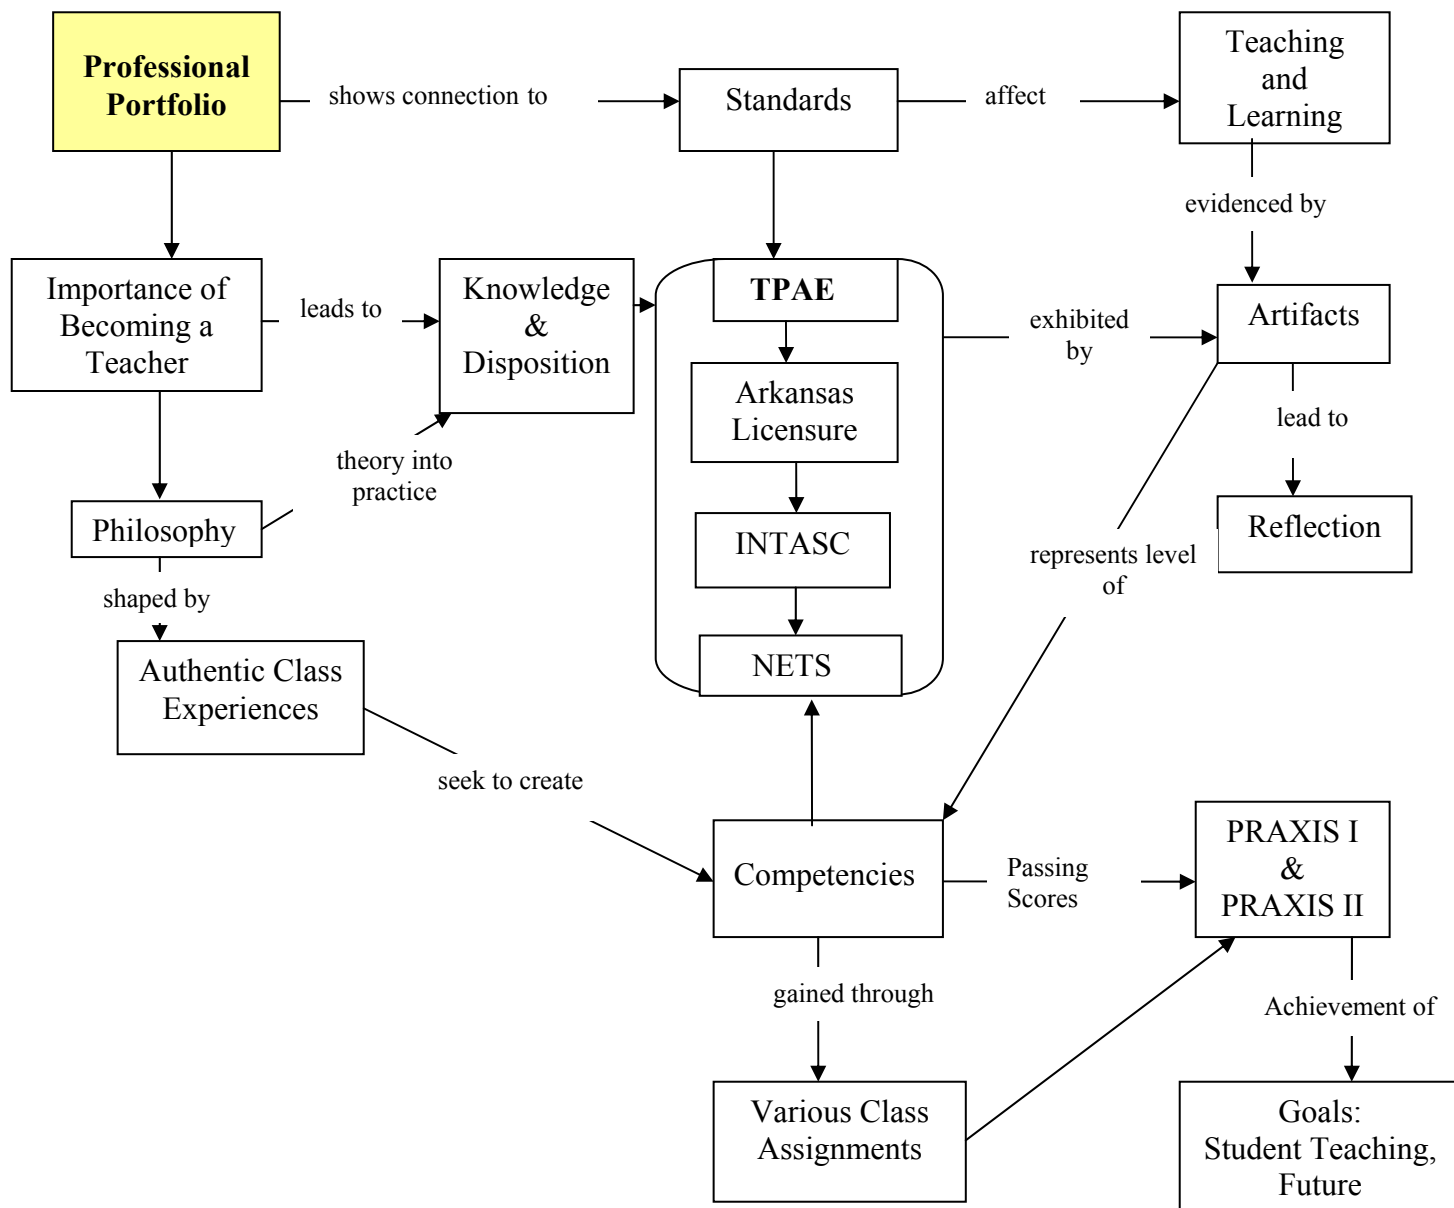 Professional
Portfolio
shows connection to
Standards
affect
Teaching
and
Learning
evidenced by
Importance of
Becoming a
Teacher
leads to
Knowledge
&
Disposition
TPAE
exhibited
by
Artifacts
Arkansas
Licensure
lead to
theory into
practice
Philosophy
INTASC
Reflection
represents level
of
shaped by
Authentic Class
Experiences
NETS
seek to create
Competencies
Passing
Scores
PRAXIS I
&
PRAXIS II
gained through
Achievement of
Various Class
Assignments
Goals:
Student Teaching,
Future